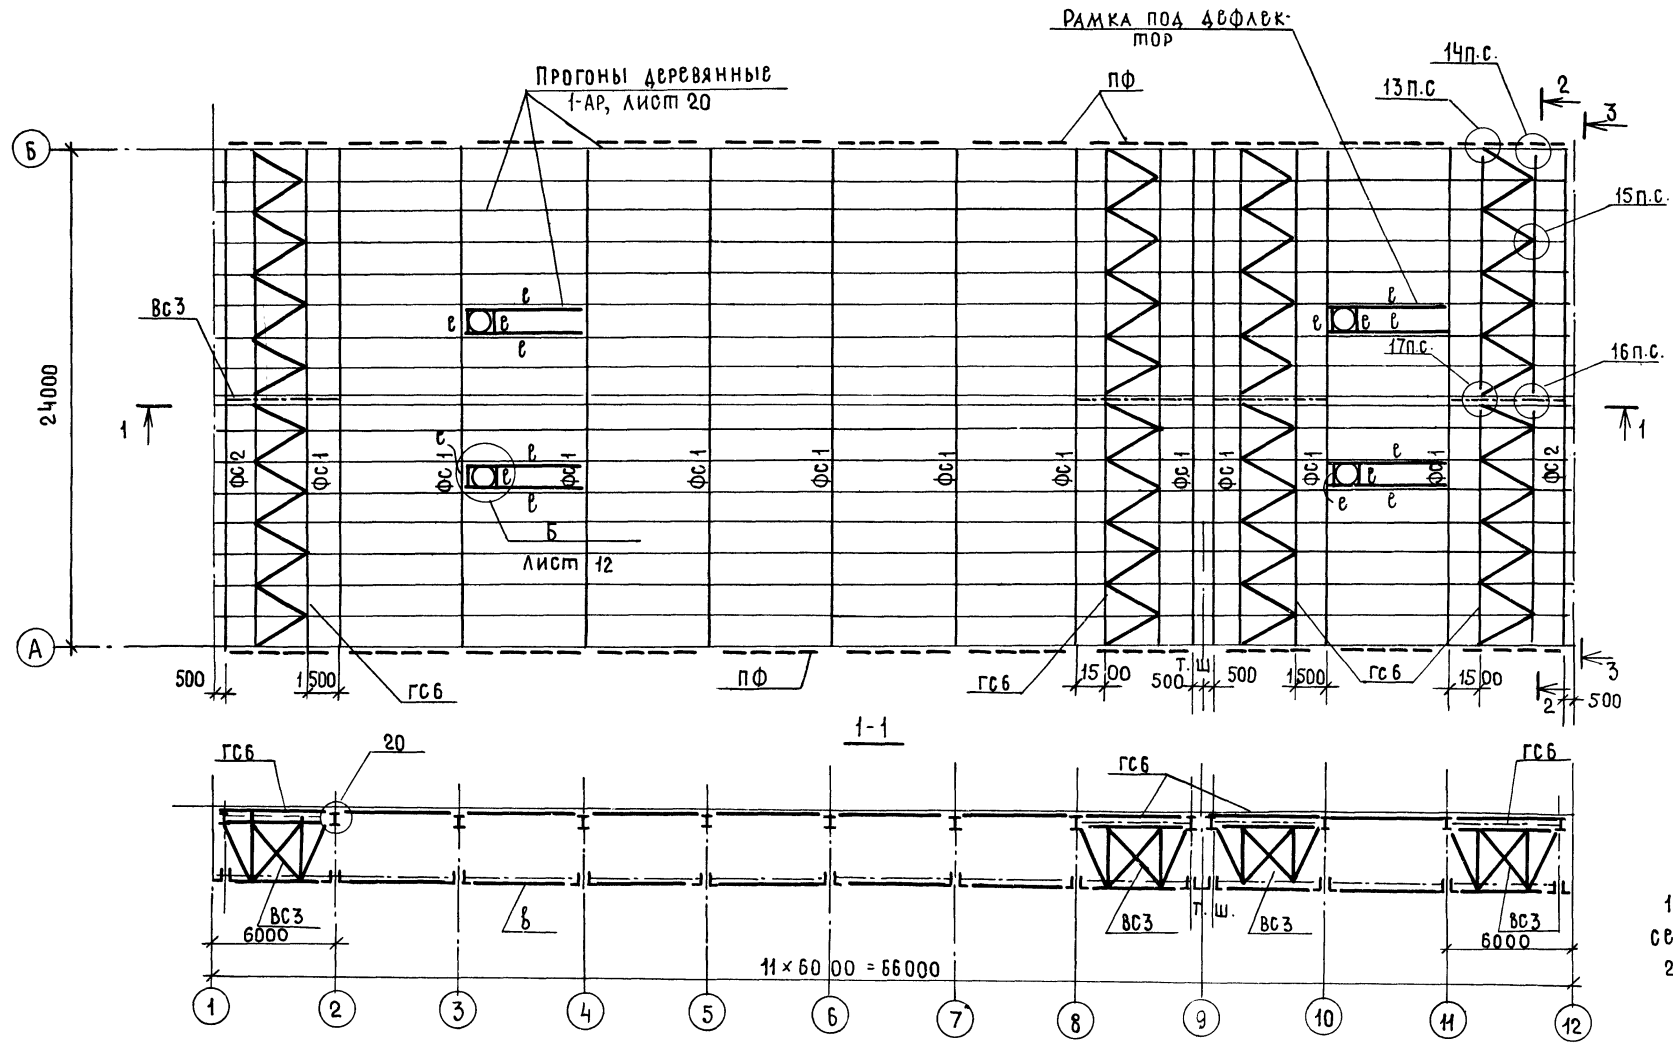 Рамка под дефлек-
тор
14п.с.
Прогоны деревянные
1-АР, лист 20
ПФ
13п.с
2
3
Б
15п.с.
ВС3
е
е
е
е
е
е
е
е
е
17п.с.
16п.с.
24000
1
1
е
е
е
е
е
е
е
е
ФС2
ФС1
ФС1
ФС1
ФС1
ФС1
ФС1
ФС1
ФС1
ФС1
ФС1
ФС1
ФС2
Б
лист 12
А
500
1500
ГС6
ПФ
ГС6
1500
500
Т. Ш
500
1500
ГС6
1500
2
3
500
1-1
ГС6
20
ГС6
ГС6
ВС3
в
ВС3
Т. Ш.
ВС3
ВС3
6000
6000
11×6000=66000
1
2
3
4
5
6
7
8
9
10
11
12
1
се
2